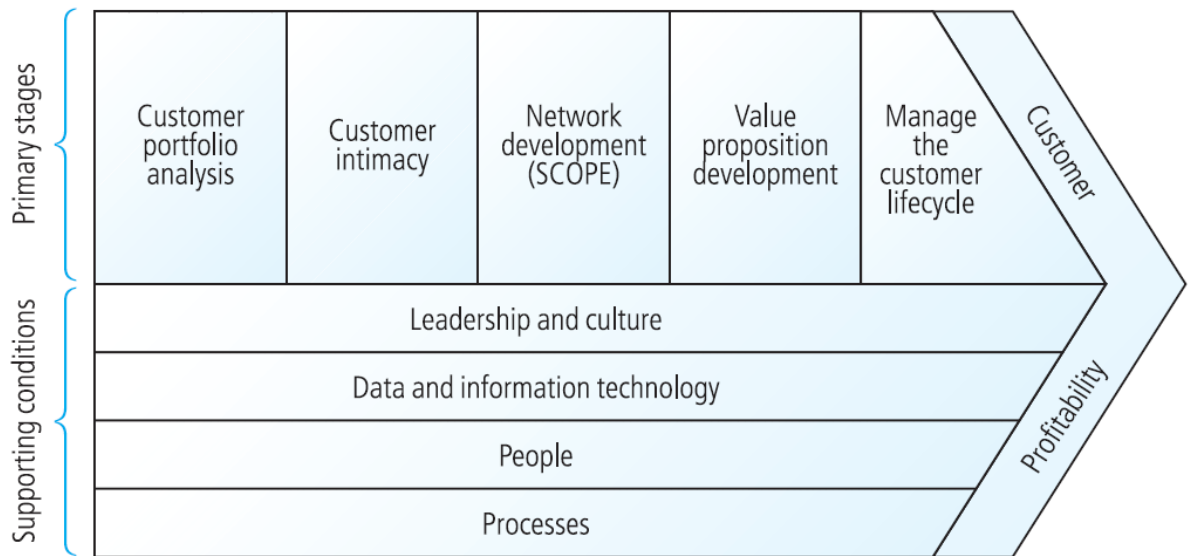 Primary stages
Customer
portfolio
analysis
Customer
intimacy
Network
development
(SCOPE)
Value
proposition
development
Manage
the
customer
lifecycle
Customer
Supporting conditions
Leadership and culture
Data and information technology
People
Processes
Profitability